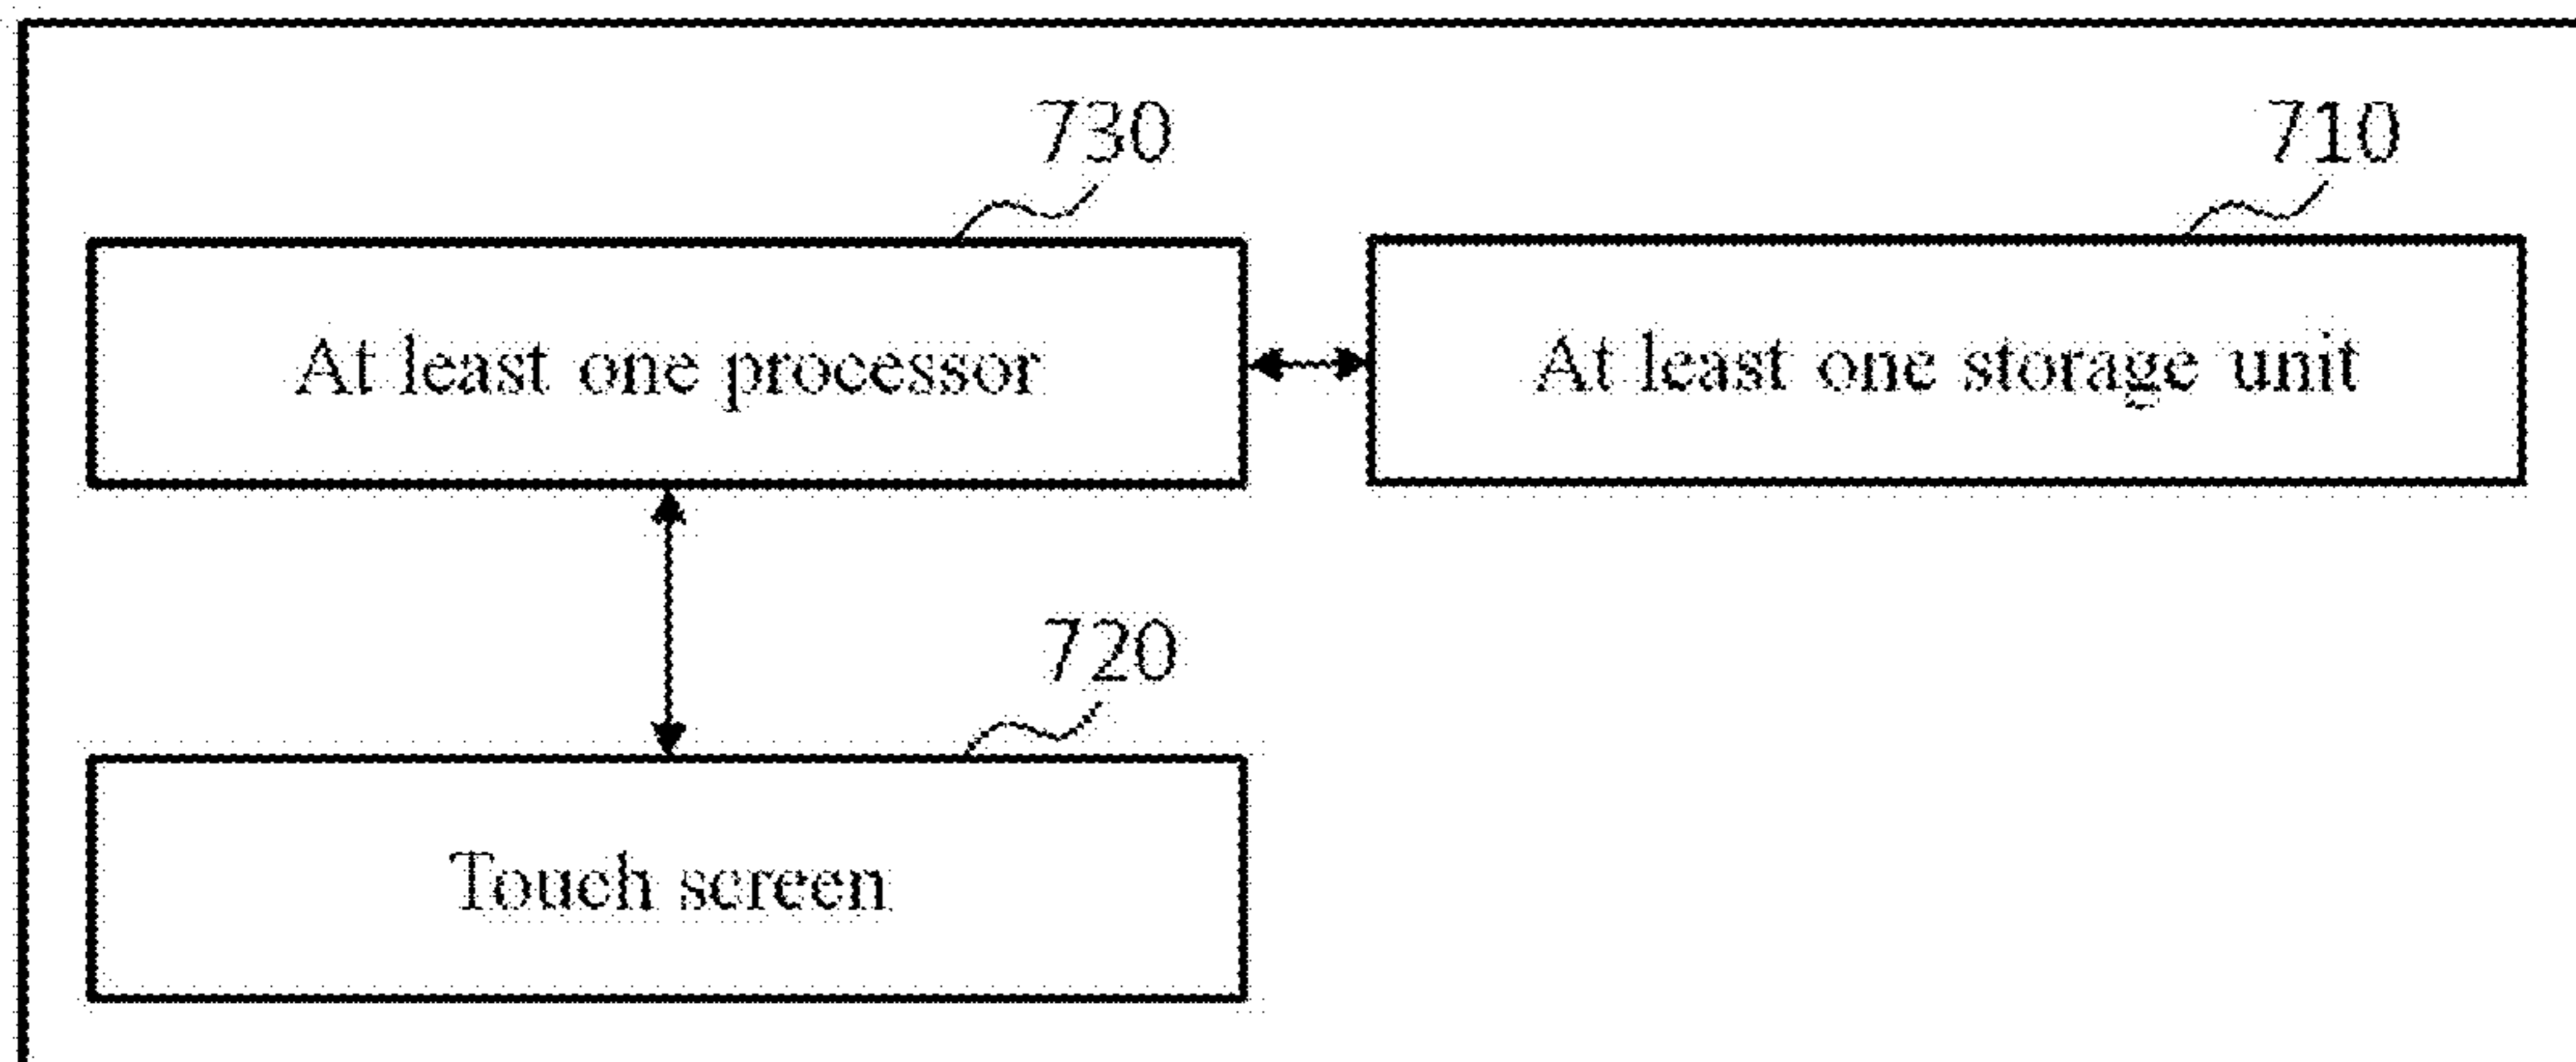 730
710
At least one processor
At least one storage unit
720
Touch screen